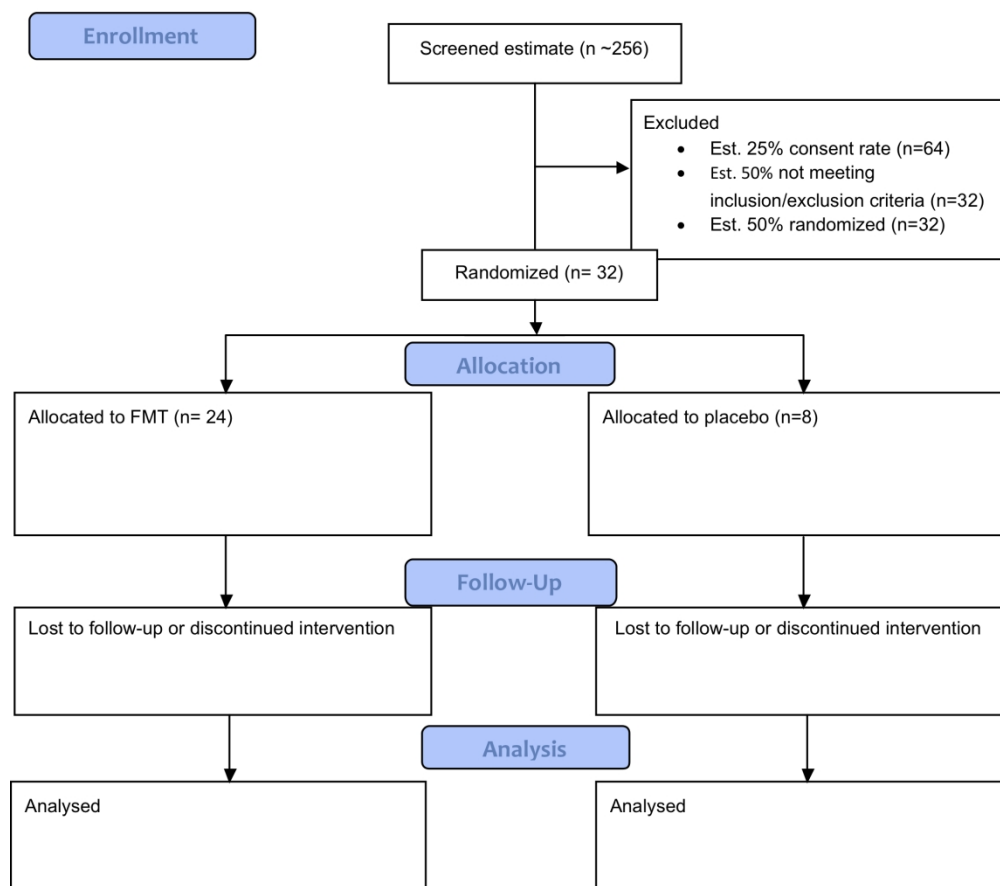 Enrollment
Screened estimate (n ~256)
Excluded
• Est. 25% consent rate (n=64)
• Est. 50% not meeting
inclusion/exclusion criteria (n=32)
• Est. 50% randomized (n=32)
Randomized (n= 32)
Allocation
Allocated to FMT (n= 24)
Allocated to placebo (n=8)
Follow-Up
Lost to follow-up or discontinued intervention
Lost to follow-up or discontinued intervention
Analysis
Analysed
Analysed